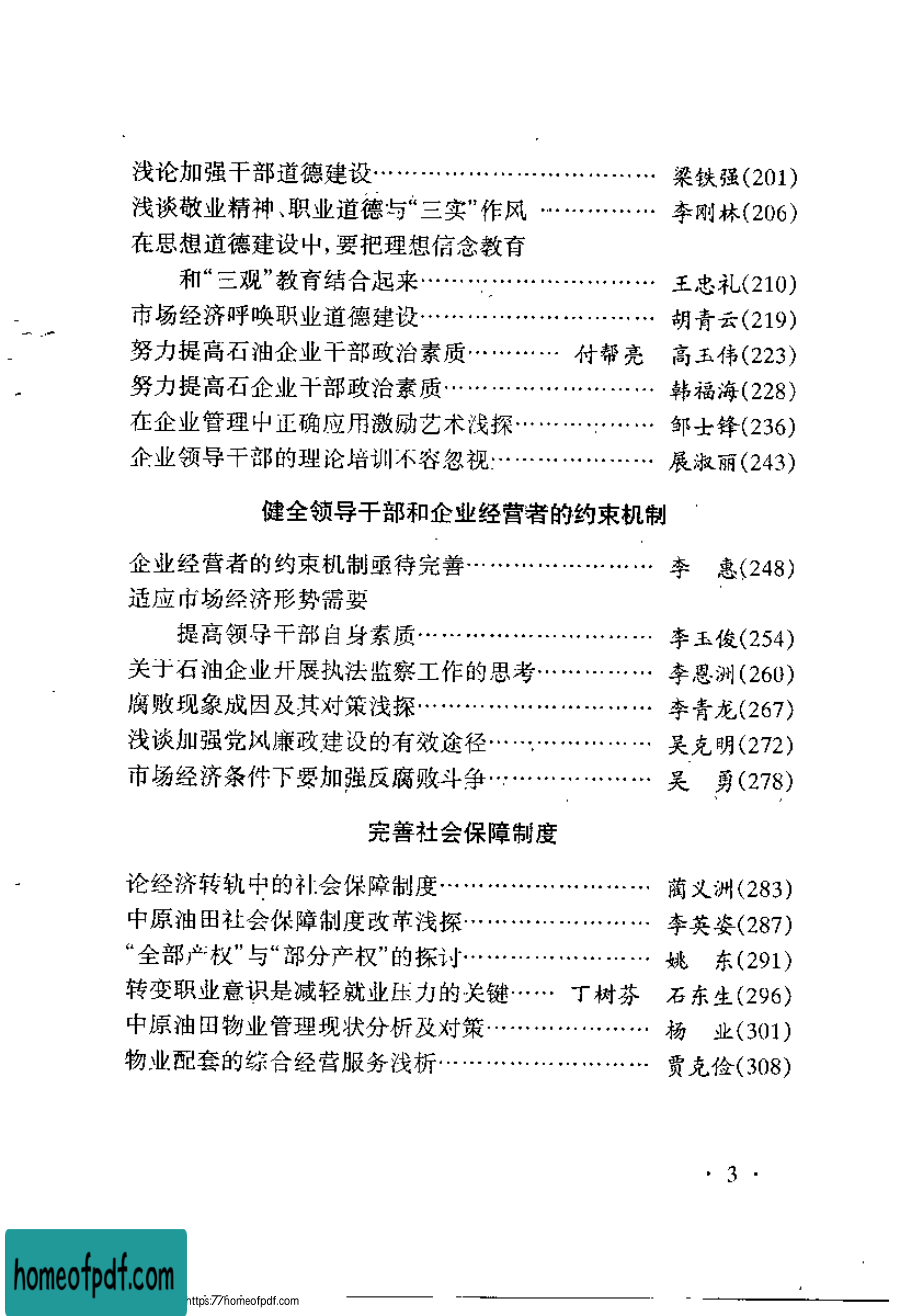 浅论加强干部道德建设…………………………… 梁铁强(201)
浅谈敬业精神、职业道德与“三实”作风 ………… 李刚林(206)
在思想道德建设中,要把理想信念教育
和“三观”教育结合起来……………………… 王忠礼(210)
市场经济呼唤职业道德建设……………………… 胡青云(219)
努力提高石油企业干部政治素质………… 付帮亮 高玉伟(223)
努力提高石企业干部政治素质…………………… 韩福海(228)
在企业管理中正确应用激励艺术浅探…………… 邹士锋(236)
企业领导干部的理论培训不容忽视……………… 展淑丽(243)
健全领导干部和企业经营者的约束机制
企业经营者的约束机制亟待完善………………… 李 惠(248)
适应市场经济形势需要
提高领导干部自身素质……………………… 李玉俊(254)
关于石油企业开展执法监察工作的思考………… 李恩洲(260)
腐败现象成因及其对策浅探……………………… 李青龙(267)
浅谈加强党风廉政建设的有效途径……………… 吴克明(272)
市场经济条件下要加强反腐败斗争……………… 吴 勇(278)
完善社会保障制度
论经济转轨中的社会保障制度…………………… 蔺义洲(283)
中原油田社会保障制度改革浅探………………… 李英姿(287)
“全部产权”与“部分产权”的探讨………………… 姚 东(291)
转变职业意识是减轻就业压力的关键…… 丁树芬 石东生(296)
中原油田物业管理现状分析及对策……………… 杨 业(301)
物业配套的综合经营服务浅析…………………… 贾克俭(308)
· 3 ·
homeofpdf.com
https://homeofpdf.com